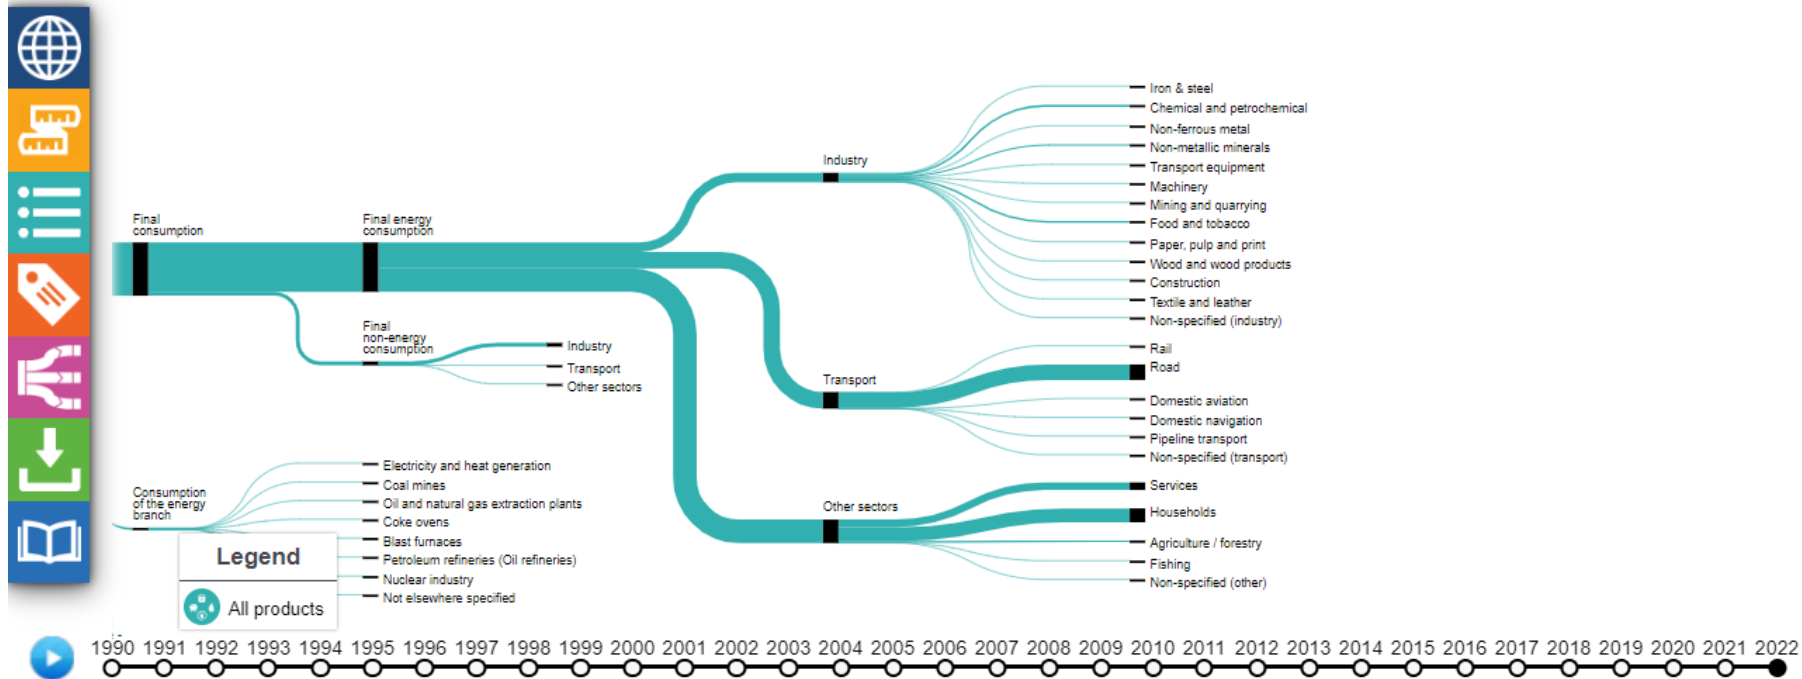 Iron & steel
Chemical and petrochemical
Non-ferrous metal
Non-metallic minerals
Transport equipment
Machinery
Mining and quarrying
Food and tobacco
Paper, pulp and print
Wood and wood products
Construction
Textile and leather
Non-specified (industry)
Industry
Final
consumption
Final energy
consumption
Final
non-energy
consumption
Industry
Transport
Other sectors
Rail
Road
Domestic aviation
Domestic navigation
Pipeline transport
Non-specified (transport)
Transport
Other sectors
Services
Households
Agriculture / forestry
Fishing
Non-specified (other)
Consumption
of the energy
branch
Electricity and heat generation
Coal mines
Oil and natural gas extraction plants
Coke ovens
Blast furnaces
Petroleum refineries (Oil refineries)
Nuclear industry
Not elsewhere specified
Legend
All products
1990 1991 1992 1993 1994 1995 1996 1997 1998 1999 2000 2001 2002 2003 2004 2005 2006 2007 2008 2009 2010 2011 2012 2013 2014 2015 2016 2017 2018 2019 2020 2021 2022